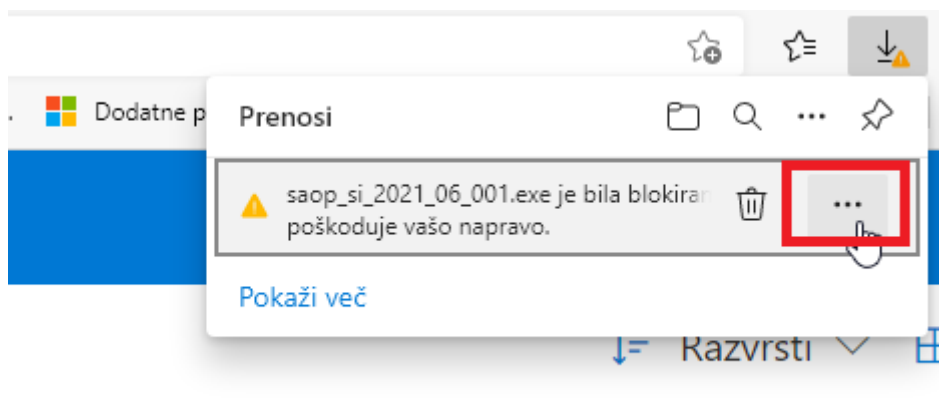 Dodatne p
Prenosi
saop_si_2021_06_001.exe je bila blokiran
poškoduje vašo napravo.
Pokaži več
Razvrsti